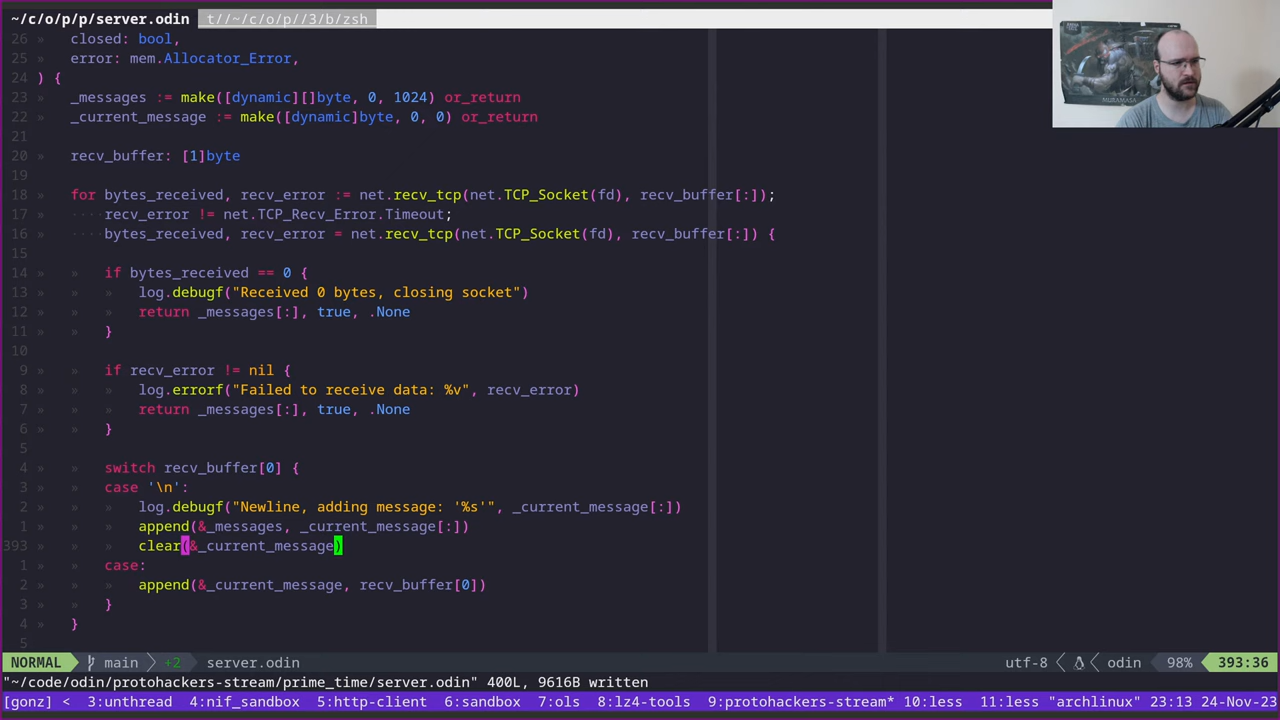 ~/c/o/p/p/server.odin t//~/c/o/p//3/b/zsh
26 » closed: bool,
25 » error: mem.Allocator_Error,
24 ) {
23 » _messages := make([dynamic][]byte, 0, 1024) or_return
22 » _current_message := make([dynamic]byte, 0, 0) or_return
21
20 » recv_buffer: [1]byte
19
18 » for bytes_received, recv_error := net.recv_tcp(net.TCP_Socket(fd), recv_buffer[:]);
17 » ····recv_error != net.TCP_Recv_Error.Timeout;
16 » ····bytes_received, recv_error = net.recv_tcp(net.TCP_Socket(fd), recv_buffer[:]) {
15
14 » » if bytes_received == 0 {
13 » » » log.debugf("Received 0 bytes, closing socket")
12 » » » return _messages[:], true, .None
11 » » }
10
9 » » if recv_error != nil {
8 » » » log.errorf("Failed to receive data: %v", recv_error)
7 » » » return _messages[:], true, .None
6 » » }
5
4 » » switch recv_buffer[0] {
3 » » case '\n':
2 » » » log.debugf("Newline, adding message: '%s'", _current_message[:])
1 » » » append(&_messages, _current_message[:])
393 » » » clear(&_current_message)
1 » » case:
2 » » » append(&_current_message, recv_buffer[0])
3 » » }
4 » }
5
NORMAL main +2 server.odin utf-8 odin 98% 393:36
"~/code/odin/protohackers-stream/prime_time/server.odin" 400L, 9616B written
[gonz] < 3:unthread 4:nif_sandbox 5:http-client 6:sandbox 7:ols 8:lz4-tools 9:protohackers-stream* 10:less 11:less "archlinux" 23:13 24-Nov-23
MURAMASA